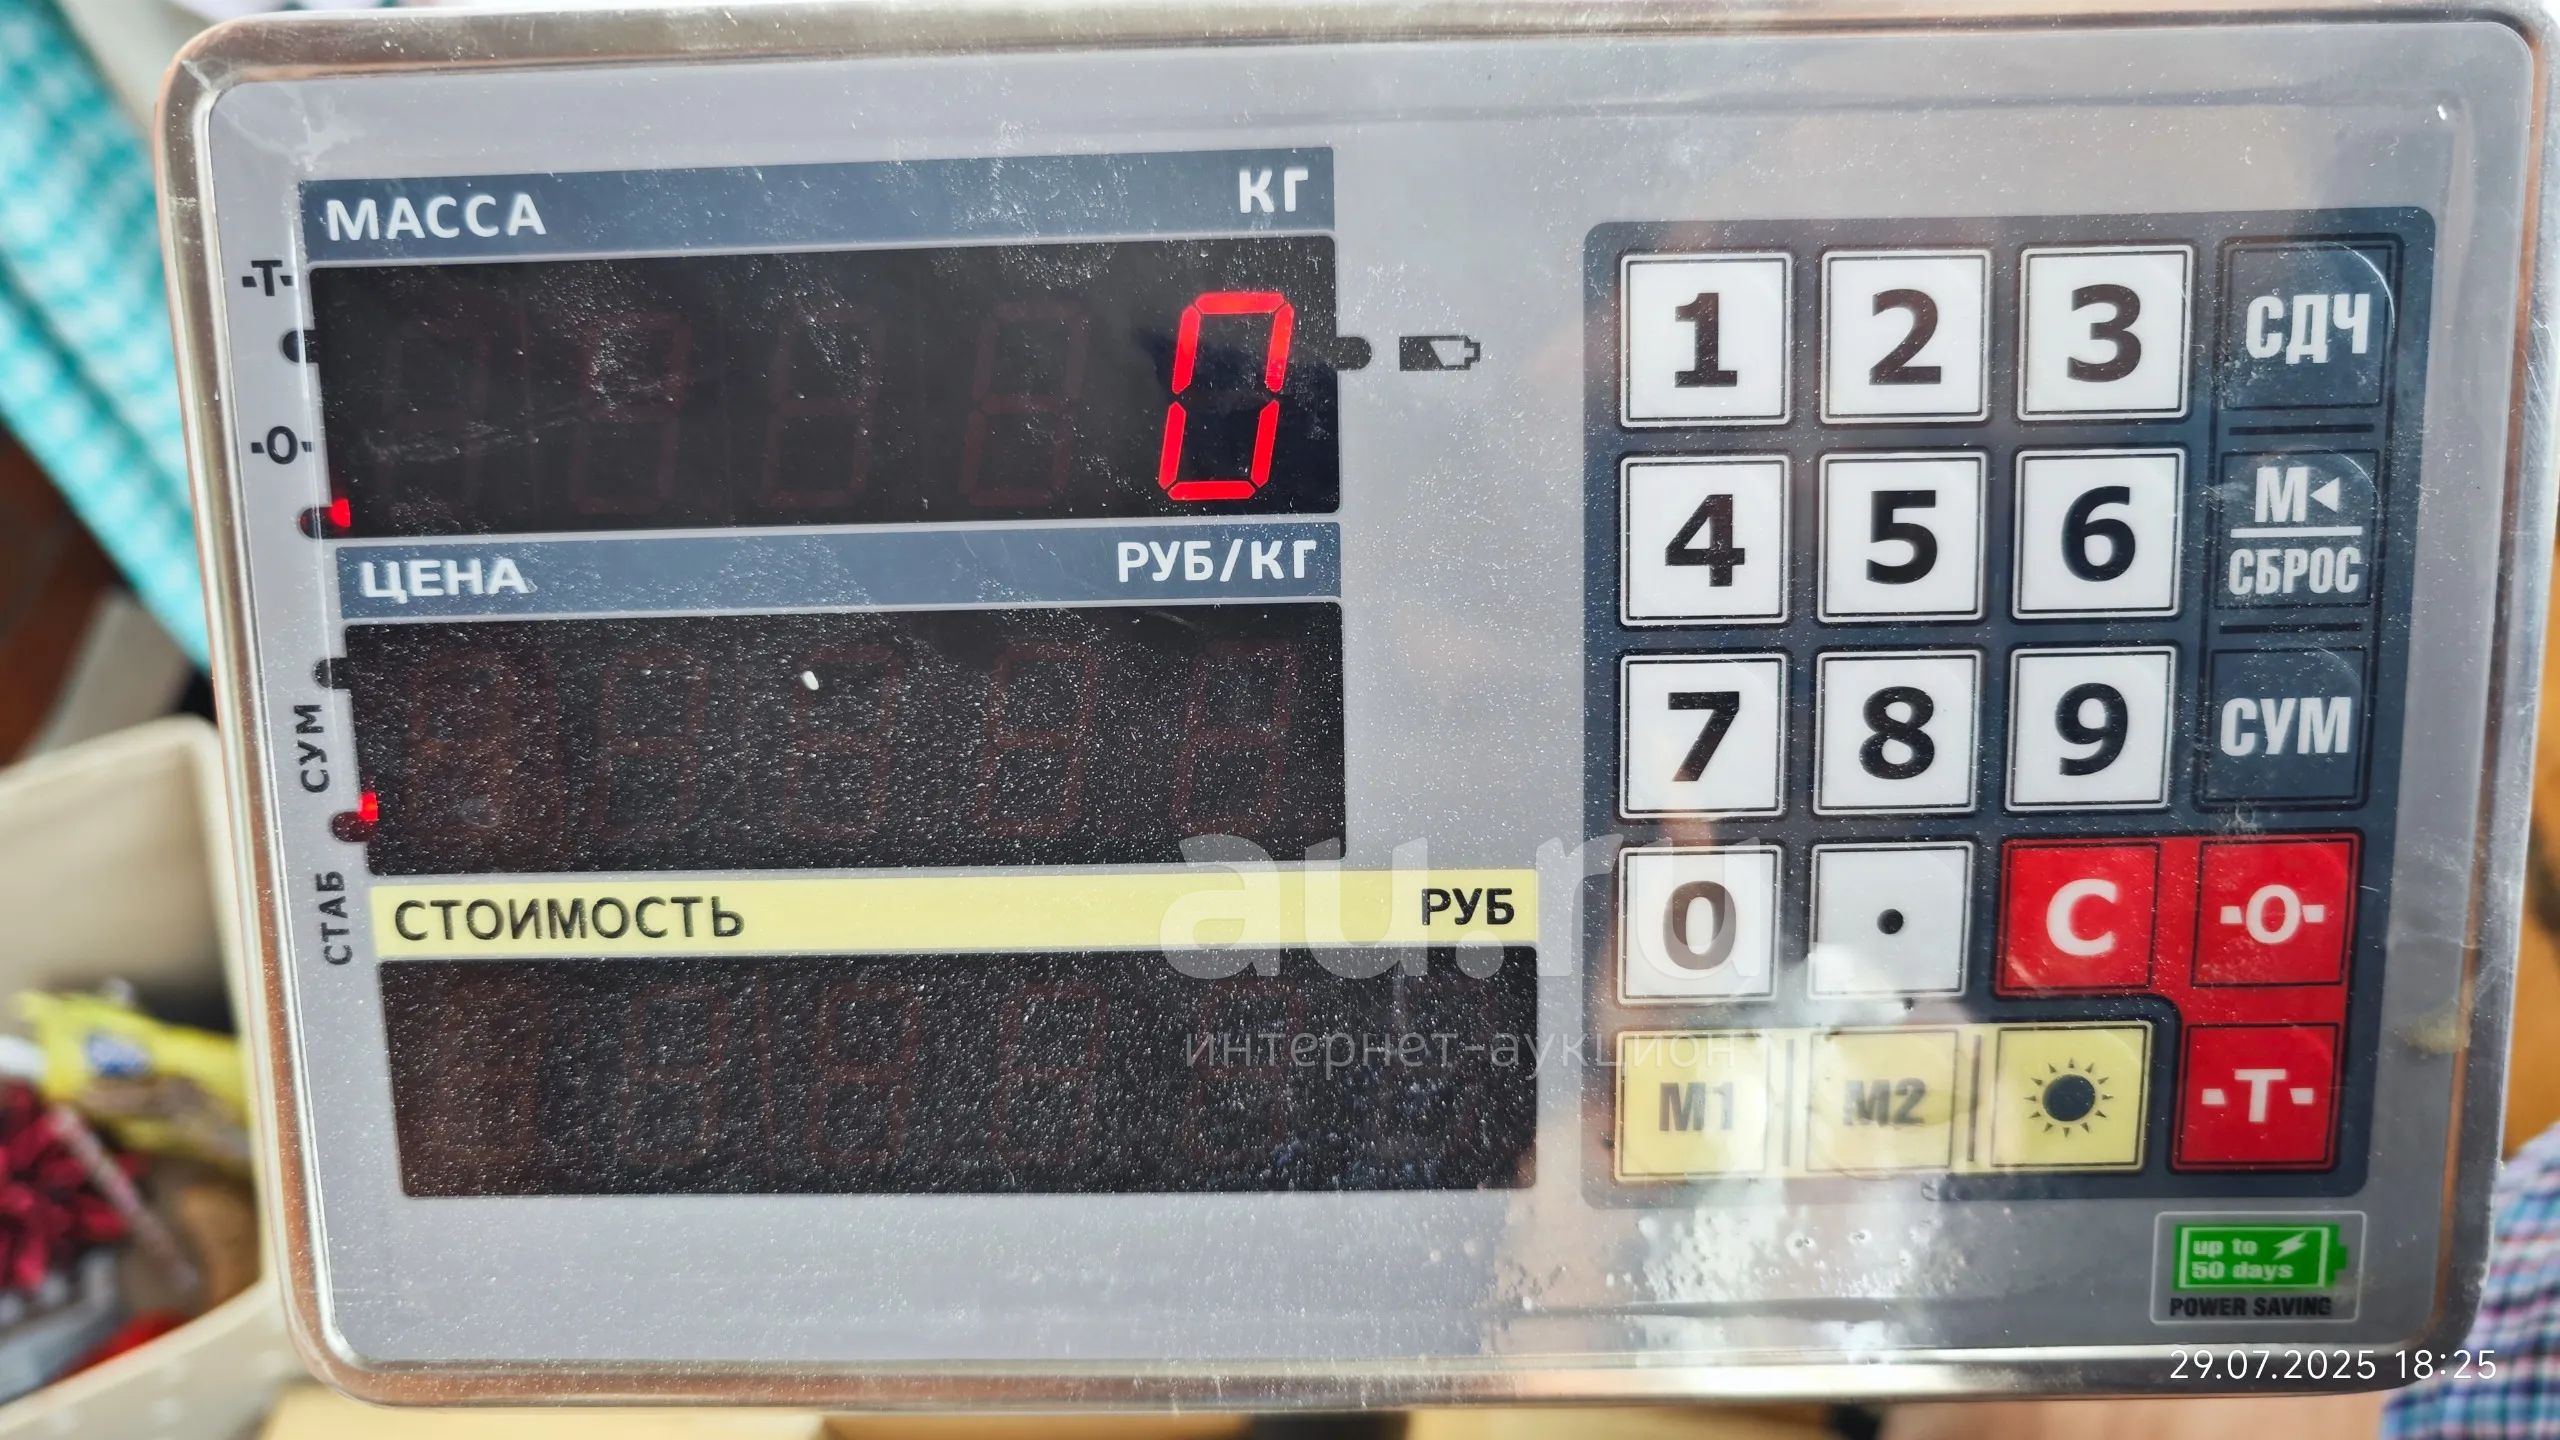 МАССА КГ
-Т-
0
-0-
ЦЕНА РУБ/КГ
СУМ
СТАБ
СТОИМОСТЬ РУБ
1 2 3 СДЧ
4 5 6 М◂
СБРОС
7 8 9 СУМ
0 . С -0-
М1 М2 -Т-
au.ru
интернет-аукцион
up to
50 days
POWER SAVING
29.07.2025 18:25